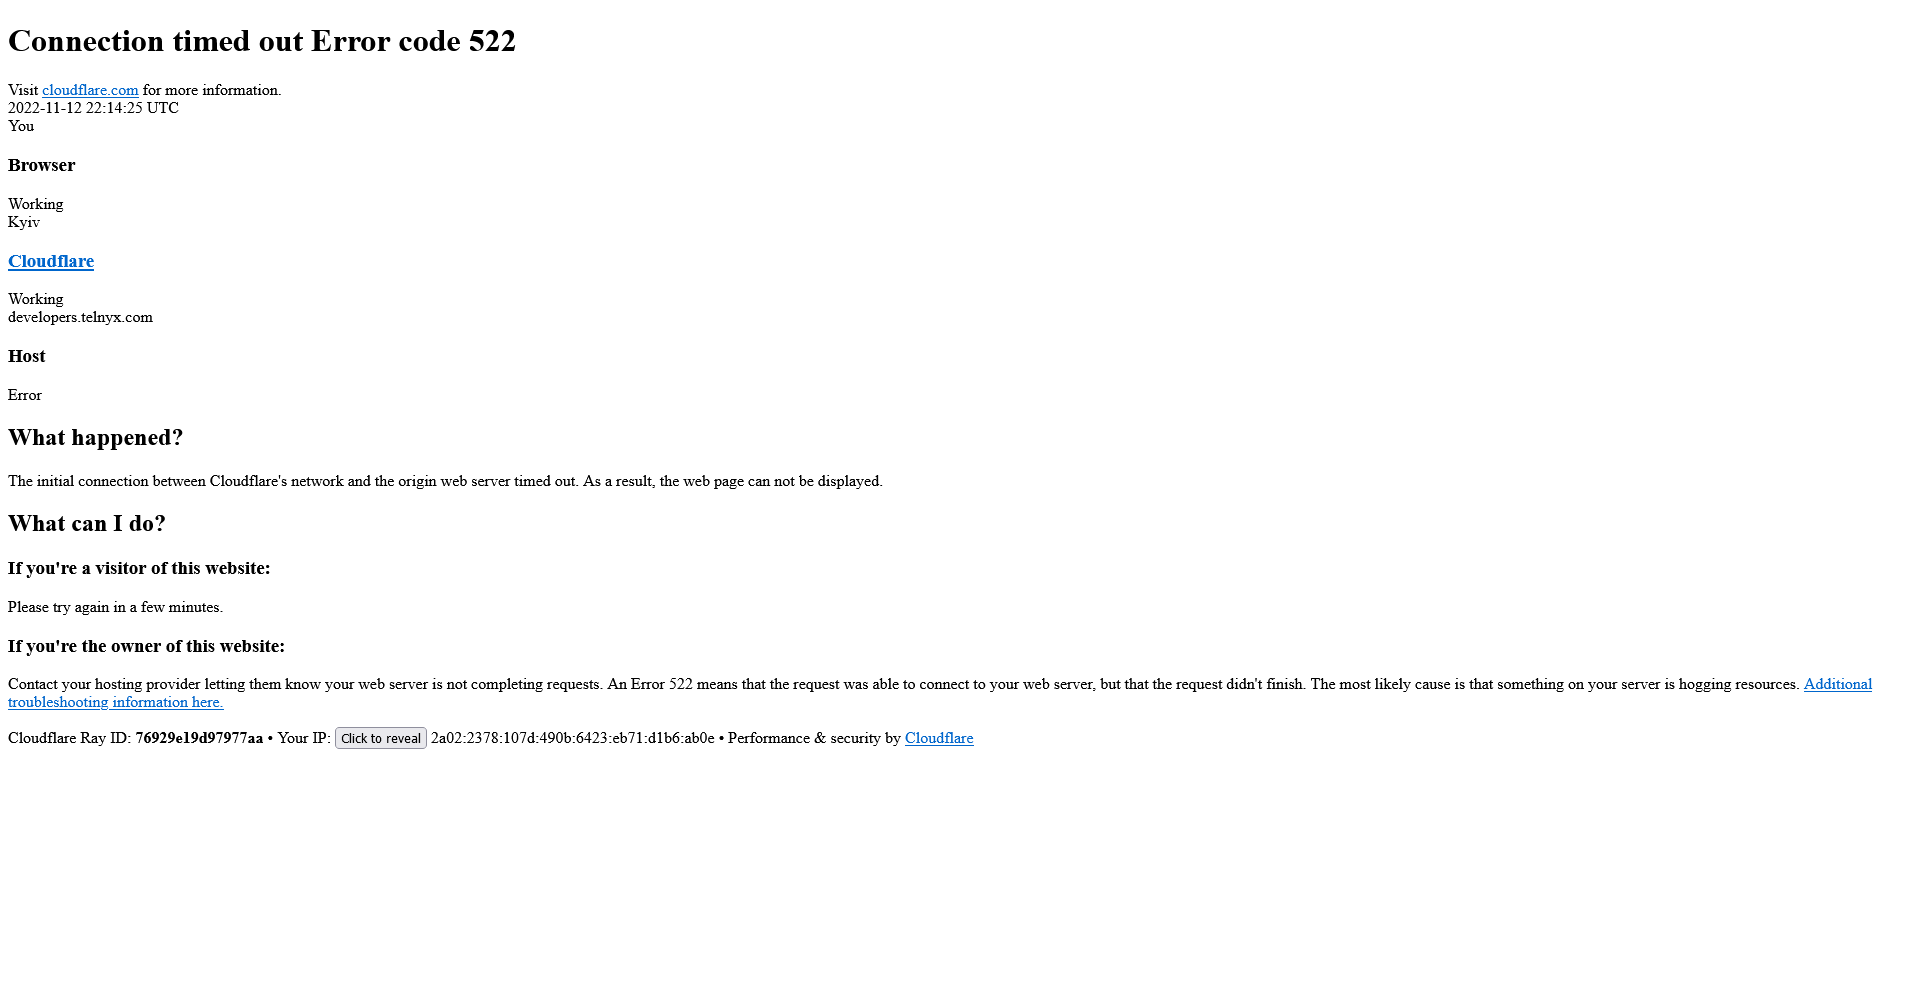 Connection timed out Error code 522
Visit cloudflare.com for more information.
2022-11-12 22:14:25 UTC
You
Browser
Working
Kyiv
Cloudflare
Working
developers.telnyx.com
Host
Error
What happened?
The initial connection between Cloudflare's network and the origin web server timed out. As a result, the web page can not be displayed.
What can I do?
If you're a visitor of this website:
Please try again in a few minutes.
If you're the owner of this website:
Contact your hosting provider letting them know your web server is not completing requests. An Error 522 means that the request was able to connect to your web server, but that the request didn't finish. The most likely cause is that something on your server is hogging resources. Additional
troubleshooting information here.
Cloudflare Ray ID: 76929e19d97977aa • Your IP: Click to reveal 2a02:2378:107d:490b:6423:eb71:d1b6:ab0e • Performance & security by Cloudflare